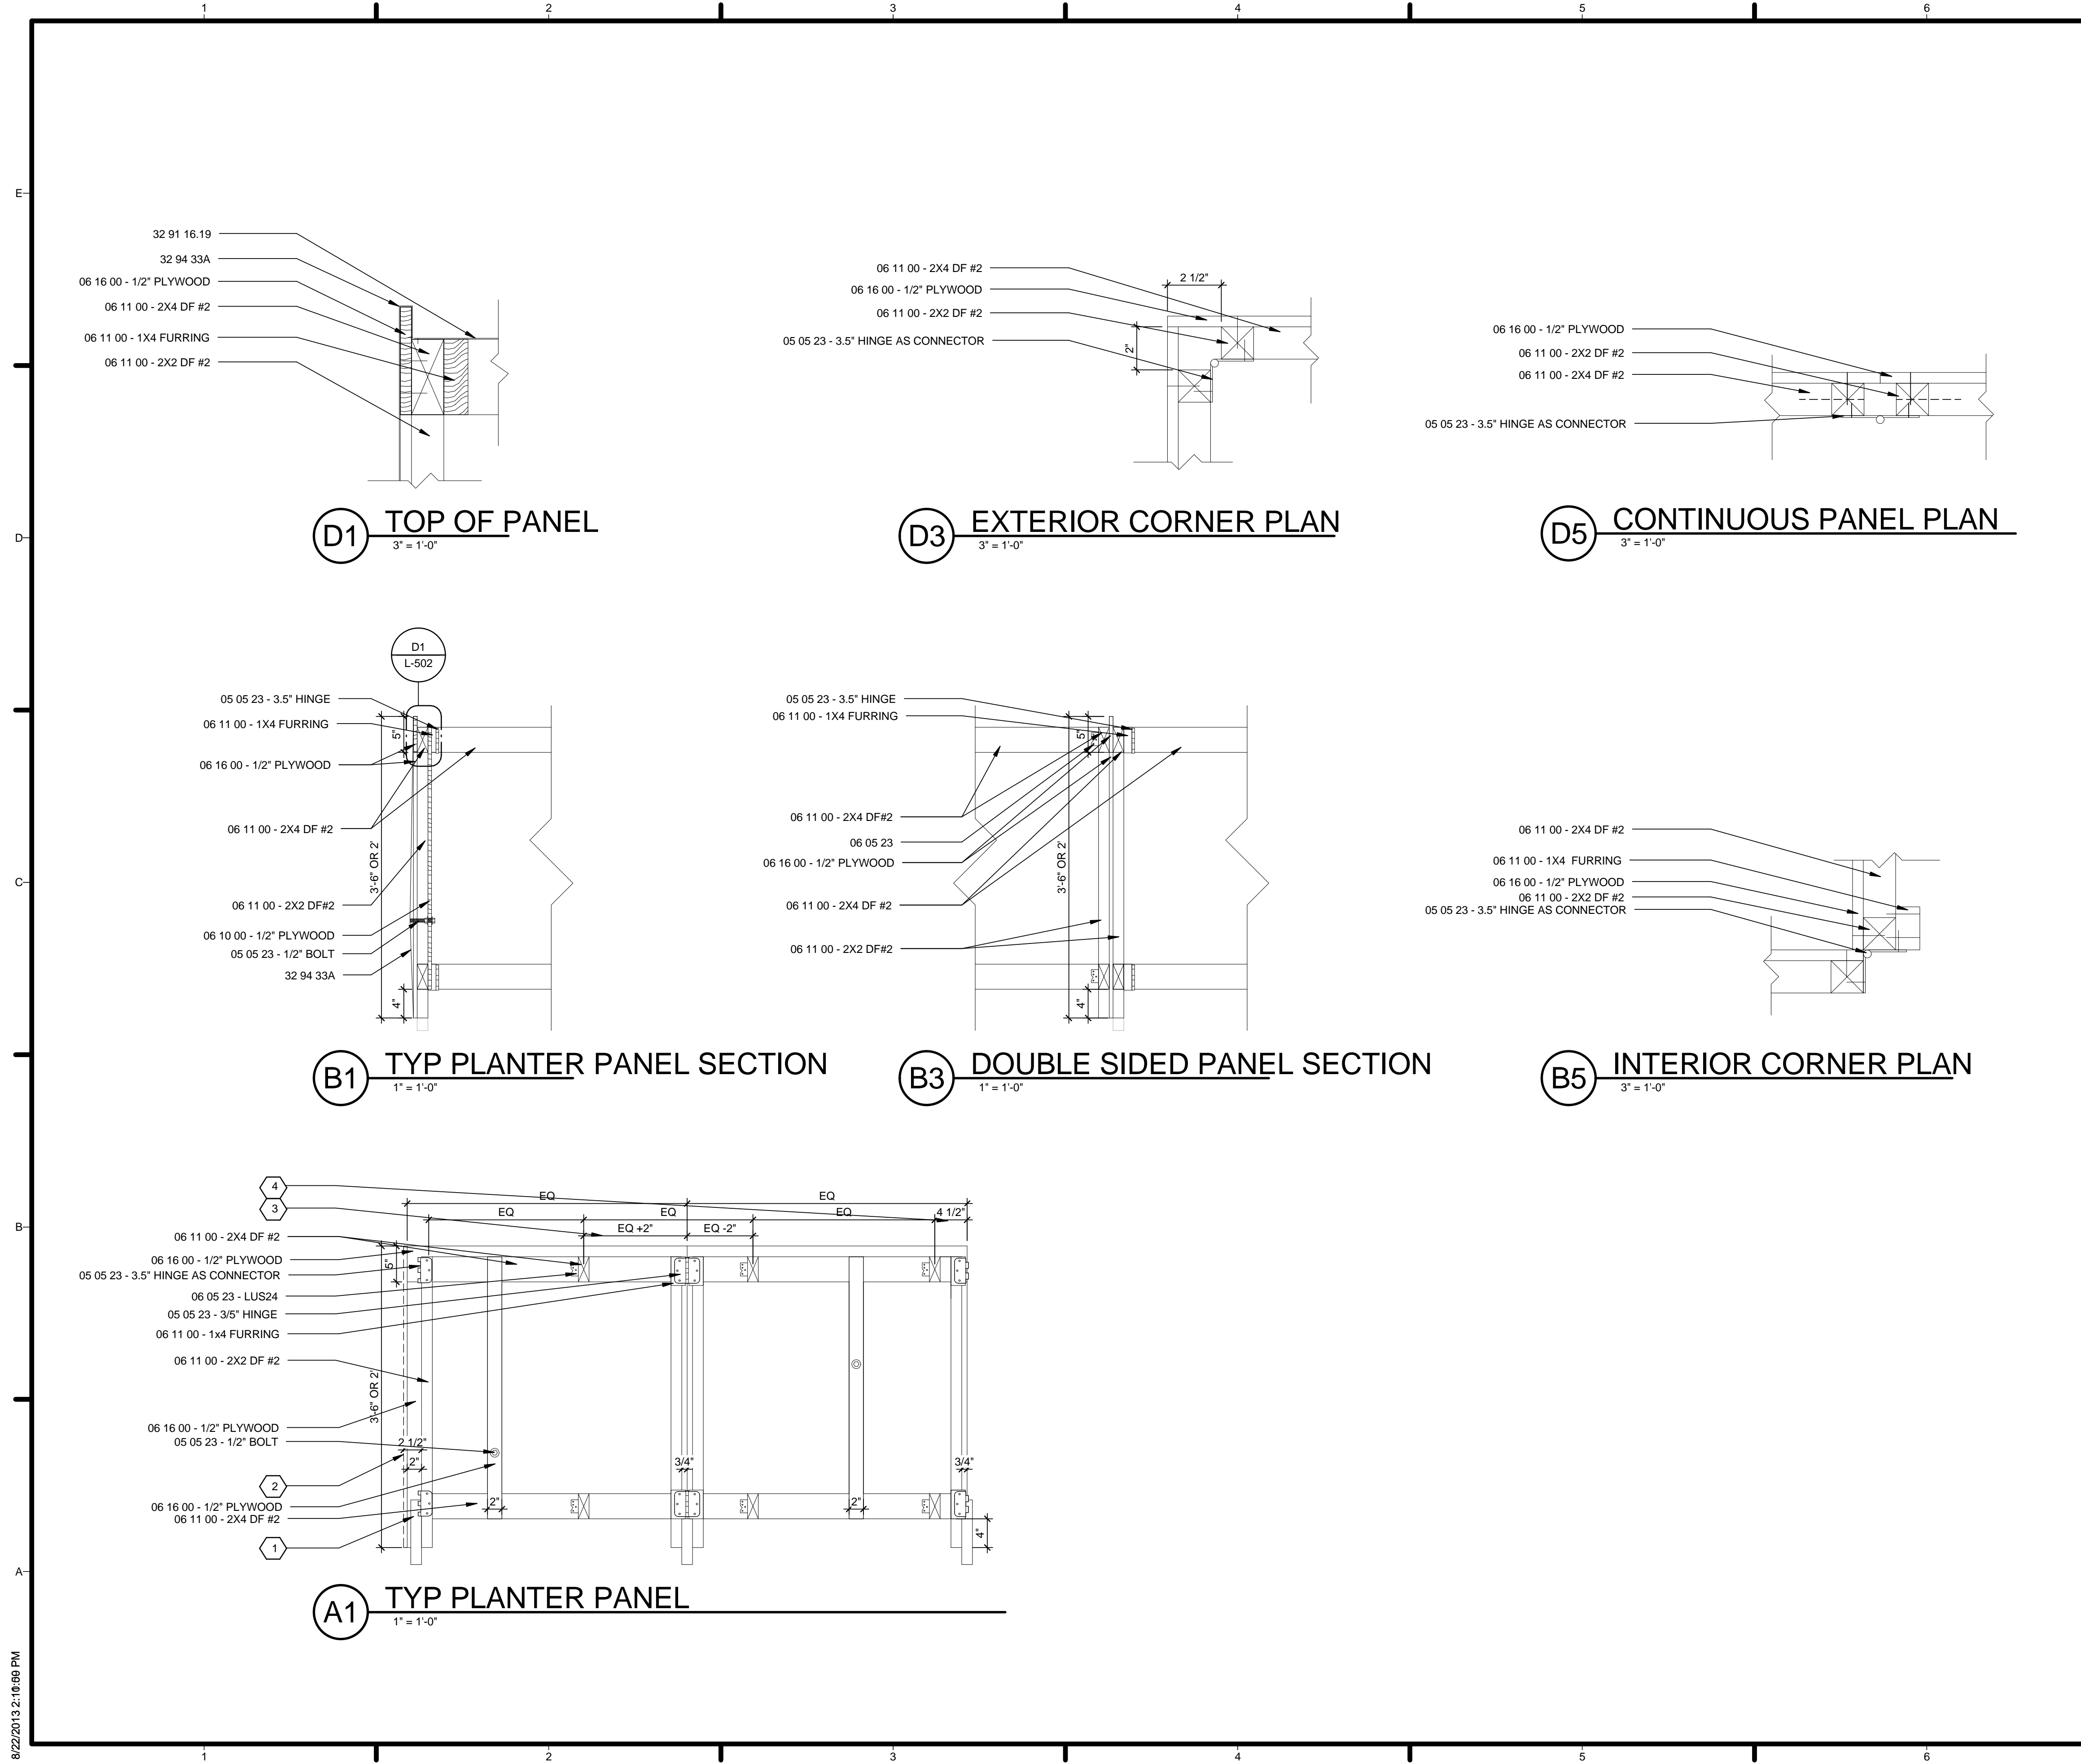 1 2 3 4 5 6
E
D
C
B
A
32 91 16.19
32 94 33A
06 16 00 - 1/2" PLYWOOD
06 11 00 - 2X4 DF #2
06 11 00 - 1X4 FURRING
06 11 00 - 2X2 DF #2
D1 TOP OF PANEL
3" = 1'-0"
06 11 00 - 2X4 DF #2
06 16 00 - 1/2" PLYWOOD
06 11 00 - 2X2 DF #2
05 05 23 - 3.5" HINGE AS CONNECTOR
2 1/2"
2"
D3 EXTERIOR CORNER PLAN
3" = 1'-0"
06 16 00 - 1/2" PLYWOOD
06 11 00 - 2X2 DF #2
06 11 00 - 2X4 DF #2
05 05 23 - 3.5" HINGE AS CONNECTOR
D5 CONTINUOUS PANEL PLAN
3" = 1'-0"
D1
L-502
05 05 23 - 3.5" HINGE
06 11 00 - 1X4 FURRING
06 16 00 - 1/2" PLYWOOD
06 11 00 - 2X4 DF #2
06 11 00 - 2X2 DF#2
06 10 00 - 1/2" PLYWOOD
05 05 23 - 1/2" BOLT
32 94 33A
5"
3'-6" OR 2'
4"
B1 TYP PLANTER PANEL SECTION
1" = 1'-0"
05 05 23 - 3.5" HINGE
06 11 00 - 1X4 FURRING
06 11 00 - 2X4 DF#2
06 05 23
06 16 00 - 1/2" PLYWOOD
06 11 00 - 2X4 DF #2
06 11 00 - 2X2 DF#2
5"
3'-6" OR 2'
4"
B3 DOUBLE SIDED PANEL SECTION
1" = 1'-0"
06 11 00 - 2X4 DF #2
06 11 00 - 1X4 FURRING
06 16 00 - 1/2" PLYWOOD
06 11 00 - 2X2 DF #2
05 05 23 - 3.5" HINGE AS CONNECTOR
B5 INTERIOR CORNER PLAN
3" = 1'-0"
4
3
06 11 00 - 2X4 DF #2
06 16 00 - 1/2" PLYWOOD
05 05 23 - 3.5" HINGE AS CONNECTOR
06 05 23 - LUS24
05 05 23 - 3/5" HINGE
06 11 00 - 1x4 FURRING
06 11 00 - 2X2 DF #2
06 16 00 - 1/2" PLYWOOD
05 05 23 - 1/2" BOLT
2
06 16 00 - 1/2" PLYWOOD
06 11 00 - 2X4 DF #2
1
EQ EQ
EQ EQ EQ 4 1/2"
EQ +2" EQ -2"
5"
3'-6" OR 2'
2 1/2"
2" 3/4" 3/4"
2" 2"
4"
A1 TYP PLANTER PANEL
1" = 1'-0"
8/22/2013 PM
1 2 3 4 5 6